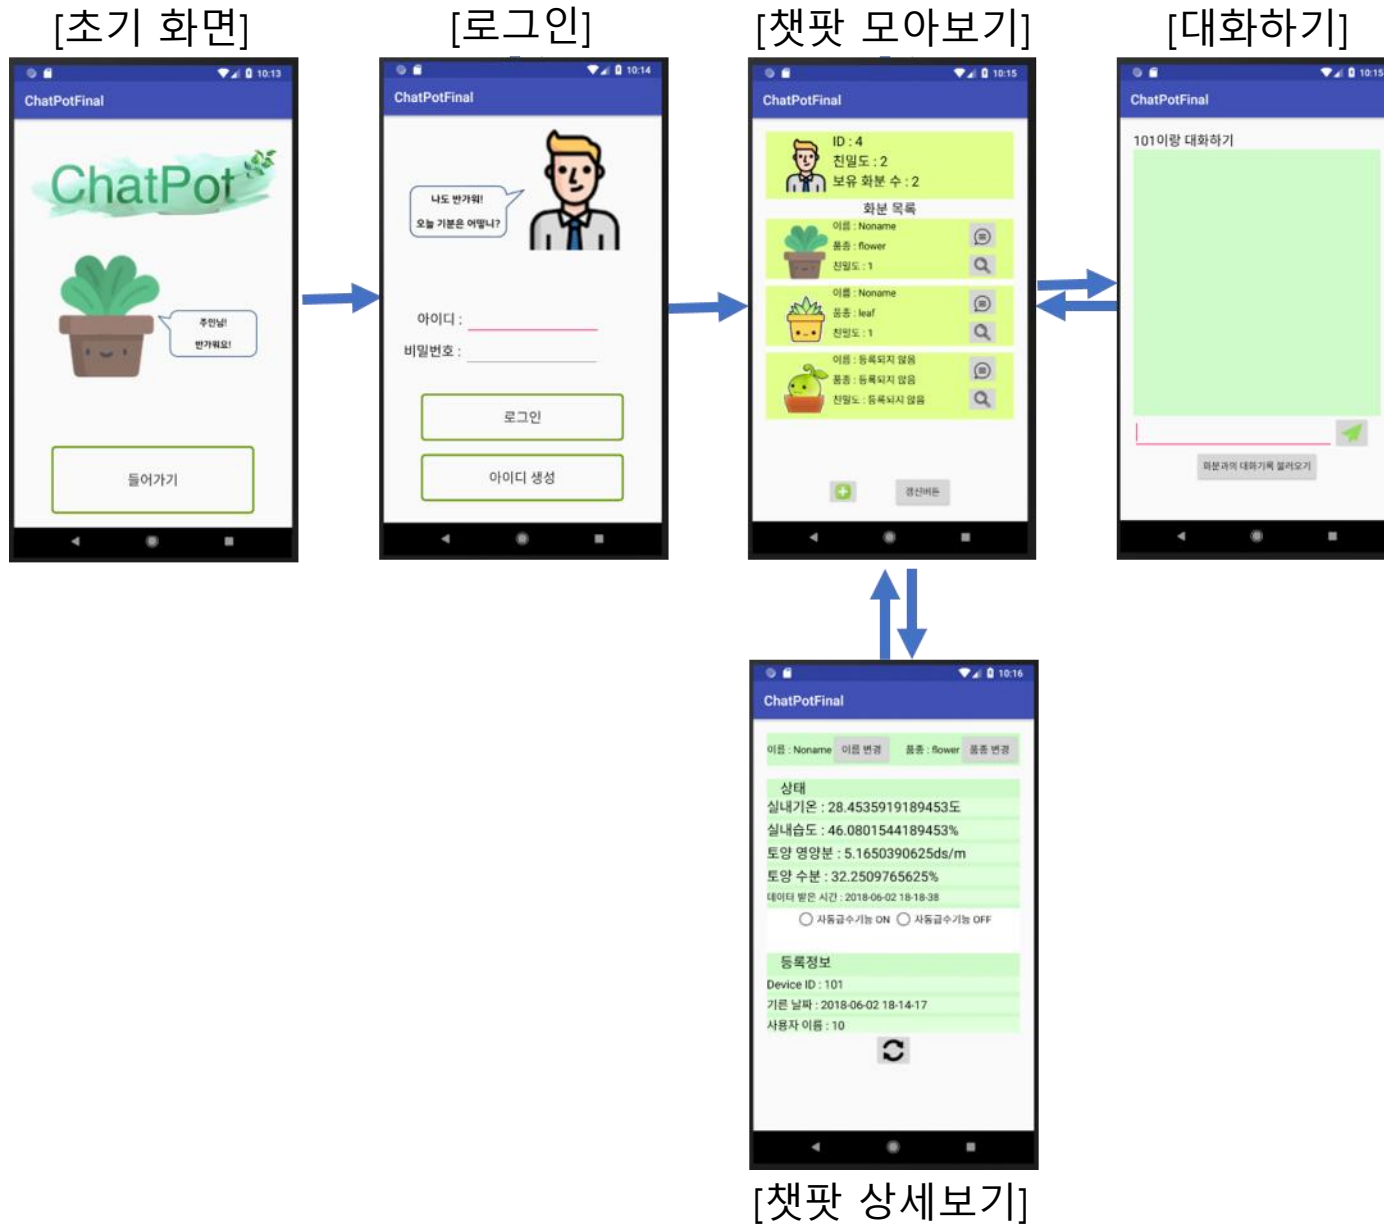 [초기 화면]
10:13
ChatPotFinal
ChatPot
주인님!
반가워요!
들어가기
[로그인]
10:14
ChatPotFinal
나도 반가워!
오늘 기분은 어떻니?
아이디 :
비밀번호 :
로그인
아이디 생성
[챗팟 모아보기]
10:15
ChatPotFinal
ID : 4
친밀도 : 2
보유 화분 수 : 2
화분 목록
이름 : Noname
품종 : flower
친밀도 : 1
이름 : Noname
품종 : leaf
친밀도 : 1
이름 : 등록되지 않음
품종 : 등록되지 않음
친밀도 : 등록되지 않음
갱신버튼
[대화하기]
10:15
ChatPotFinal
101이랑 대화하기
화분과의 대화기록 불러오기
10:16
ChatPotFinal
이름 : Noname 이름 변경 품종 : flower 품종 변경
상태
실내기온 : 28.4535919189453도
실내습도 : 46.0801544189453%
토양 영양분 : 5.1650390625ds/m
토양 수분 : 32.2509765625%
데이터 받은 시간 : 2018-06-02 18-18-38
자동급수기능 ON 자동급수기능 OFF
등록정보
Device ID : 101
기른 날짜 : 2018-06-02 18-14-17
사용자 이름 : 10
[챗팟 상세보기]